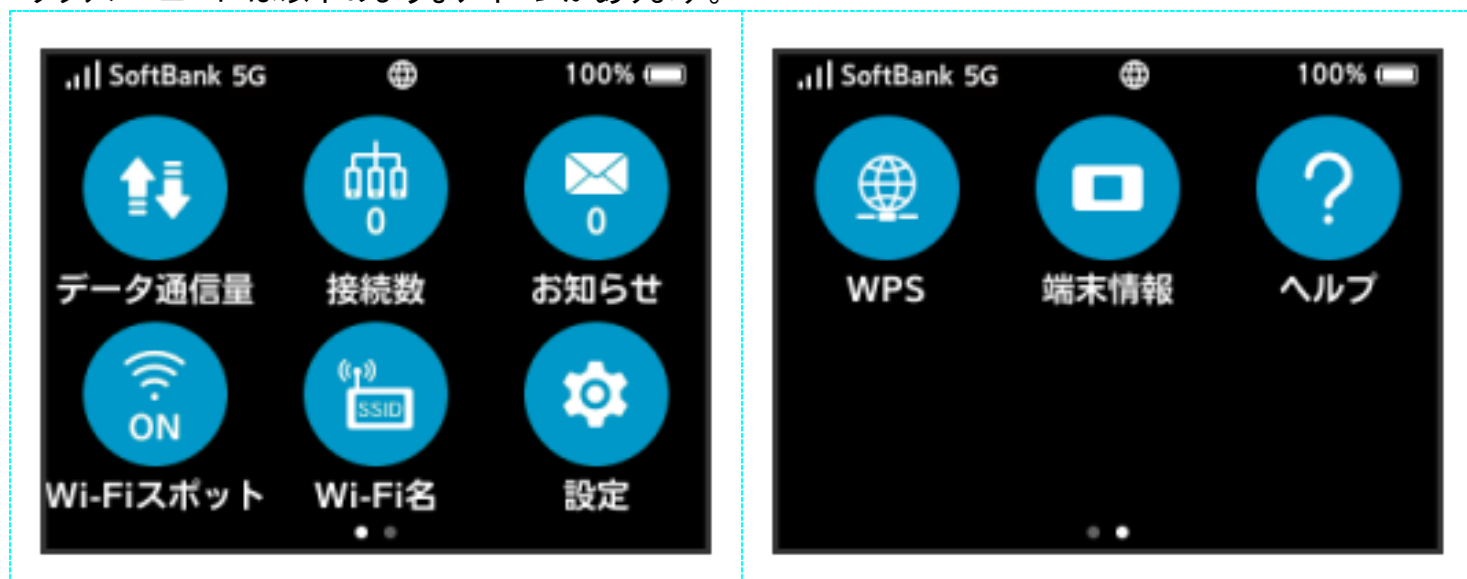 SoftBank 5G 100%
0 0
データ通信量 接続数 お知らせ
ON SSID
Wi-Fiスポット Wi-Fi名 設定
SoftBank 5G 100%
?
WPS 端末情報 ヘルプ